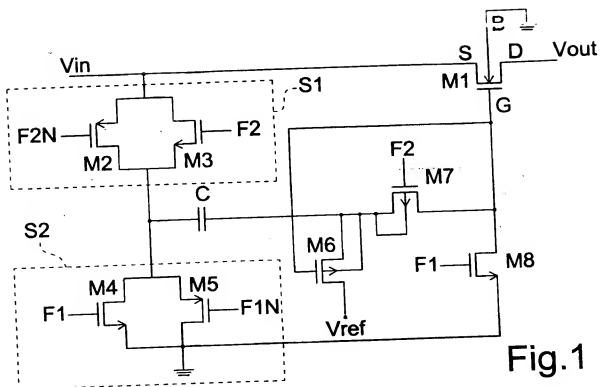 B
S D Vout
Vin
S1
M1
G
F2N F2
M2 M3
F2
M7
C
S2
M6
M4 M5
F1 M8
F1 F1N
Vref
Fig.1